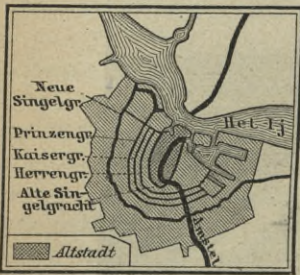 Neue
Singelgr.
Prinzengr.
Kaisergr.
Herrengr.
Alte Sin-
gelgracht
Het Ij
Amstel
Altstadt